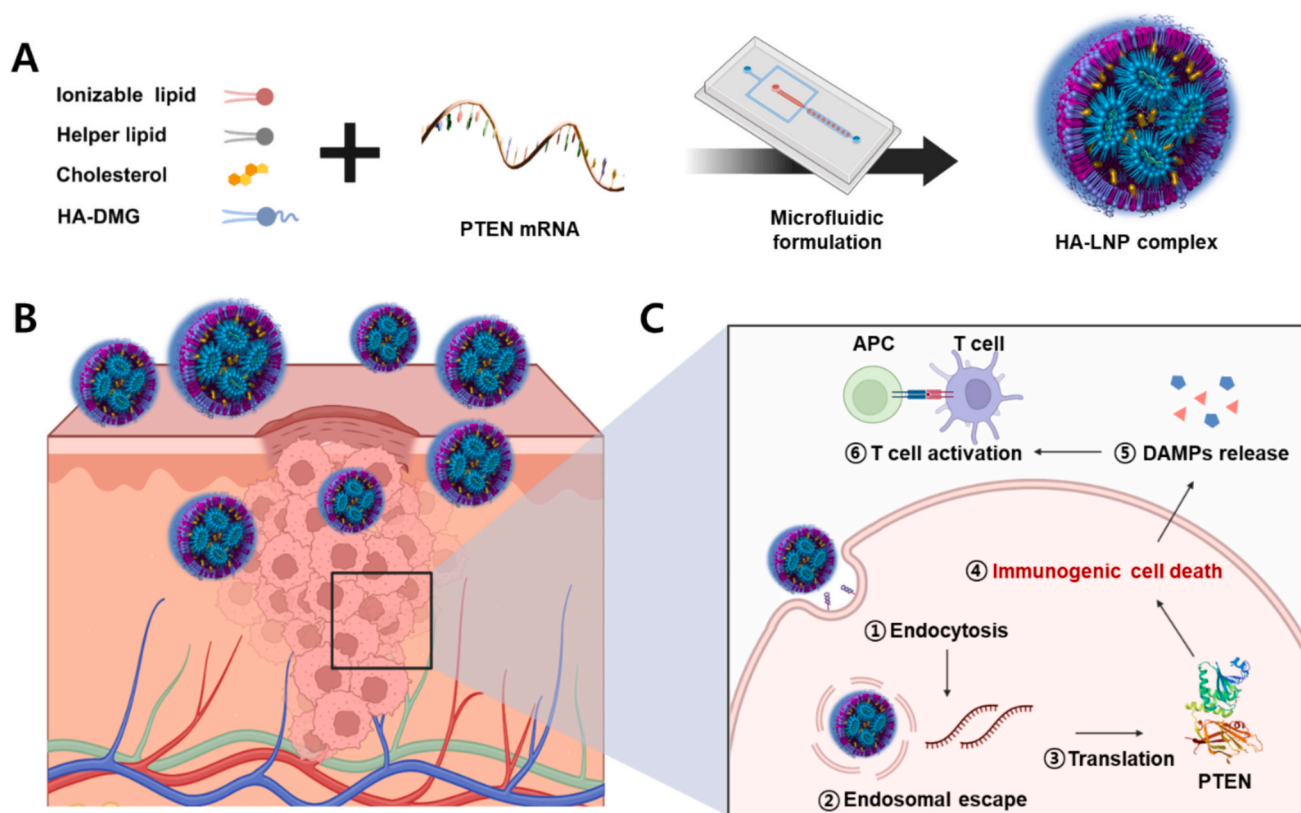 A
Ionizable lipid
Helper lipid
Cholesterol
HA-DMG
PTEN mRNA
Microfluidic
formulation
HA-LNP complex
B
C
APC
T cell
⑥ T cell activation
⑤ DAMPs release
④ Immunogenic cell death
① Endocytosis
② Endosomal escape
③ Translation
PTEN